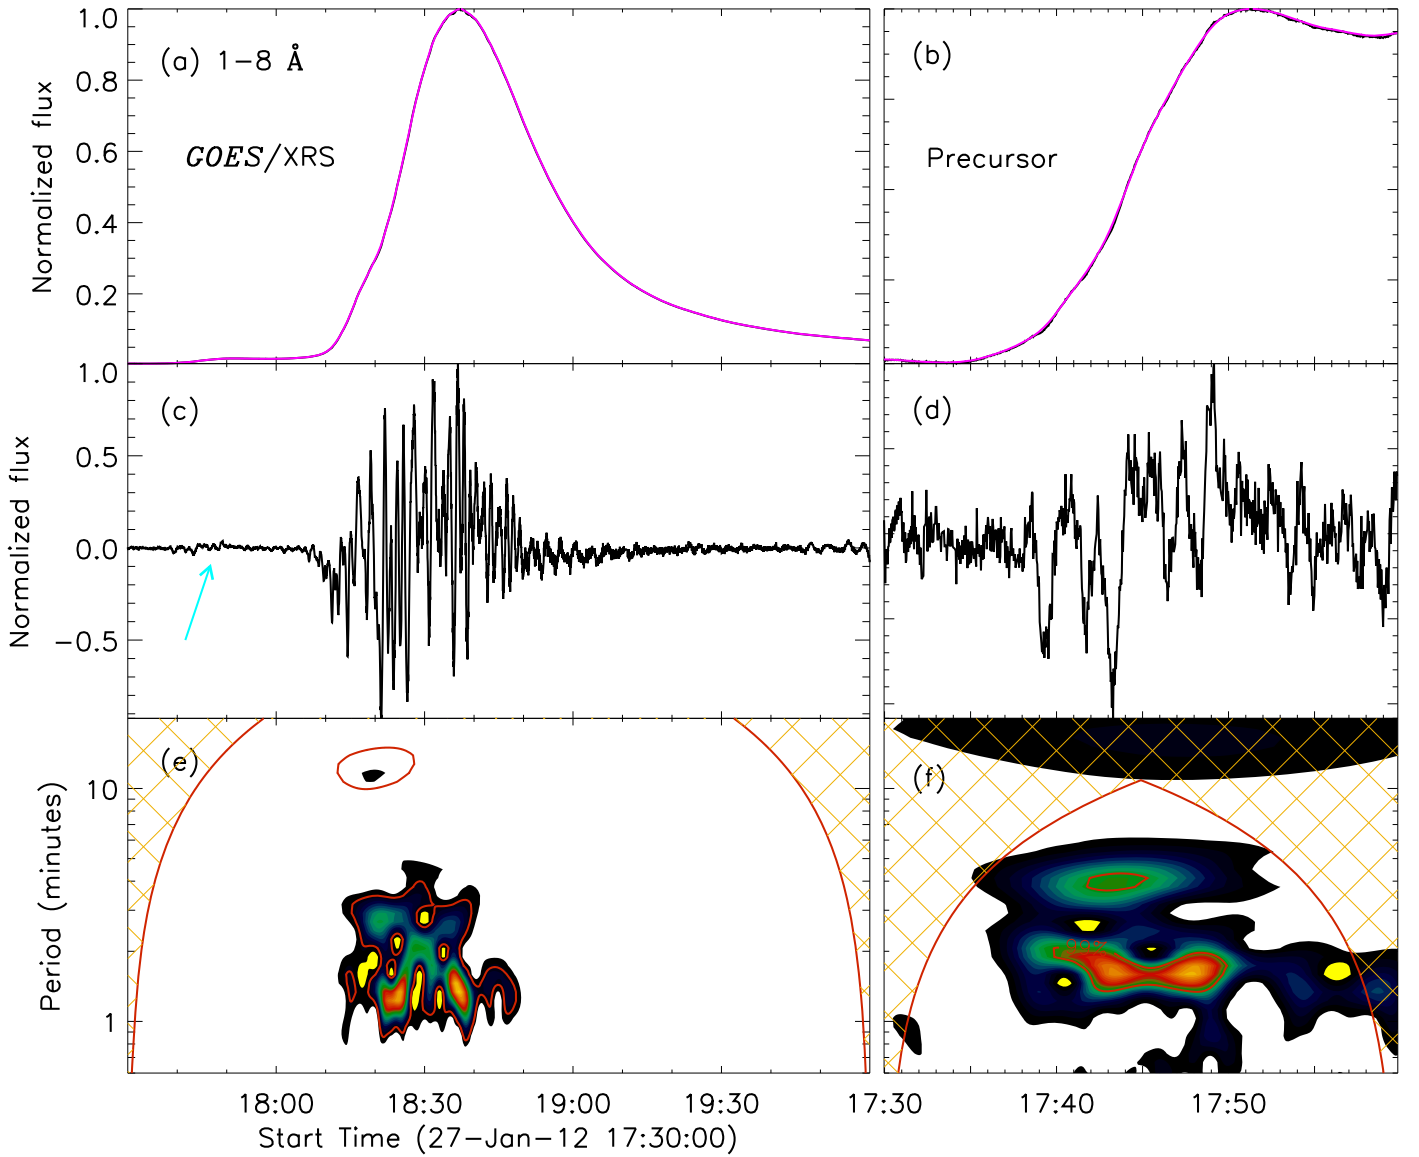 (a) 1−8 Å
GOES/XRS
Normalized flux
1.0
0.8
0.6
0.4
0.2
(b)
Precursor
(c)
Normalized flux
1.0
0.5
0.0
−0.5
(d)
(e)
Period (minutes)
10
1
(f)
18:00 18:30 19:00 19:30
17:30 17:40 17:50
Start Time (27−Jan−12 17:30:00)